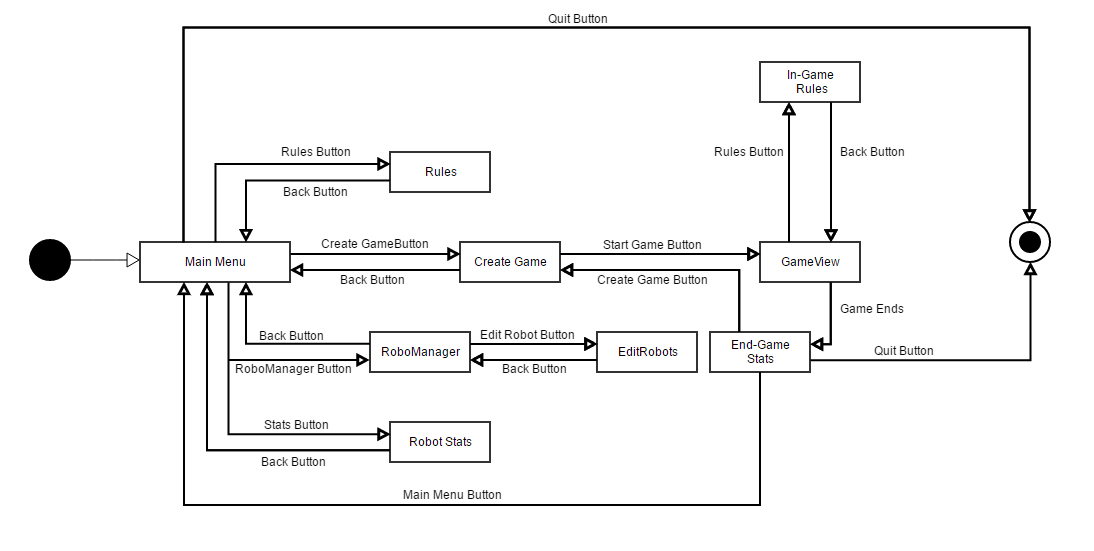 Quit Button
In-Game
Rules
Rules Button
Back Button
Rules Button
Rules
Back Button
Main Menu
Create GameButton
Back Button
Create Game
Start Game Button
Create Game Button
GameView
Game Ends
Back Button
RoboManager Button
RoboManager
Edit Robot Button
Back Button
EditRobots
End-Game
Stats
Quit Button
Stats Button
Robot Stats
Back Button
Main Menu Button